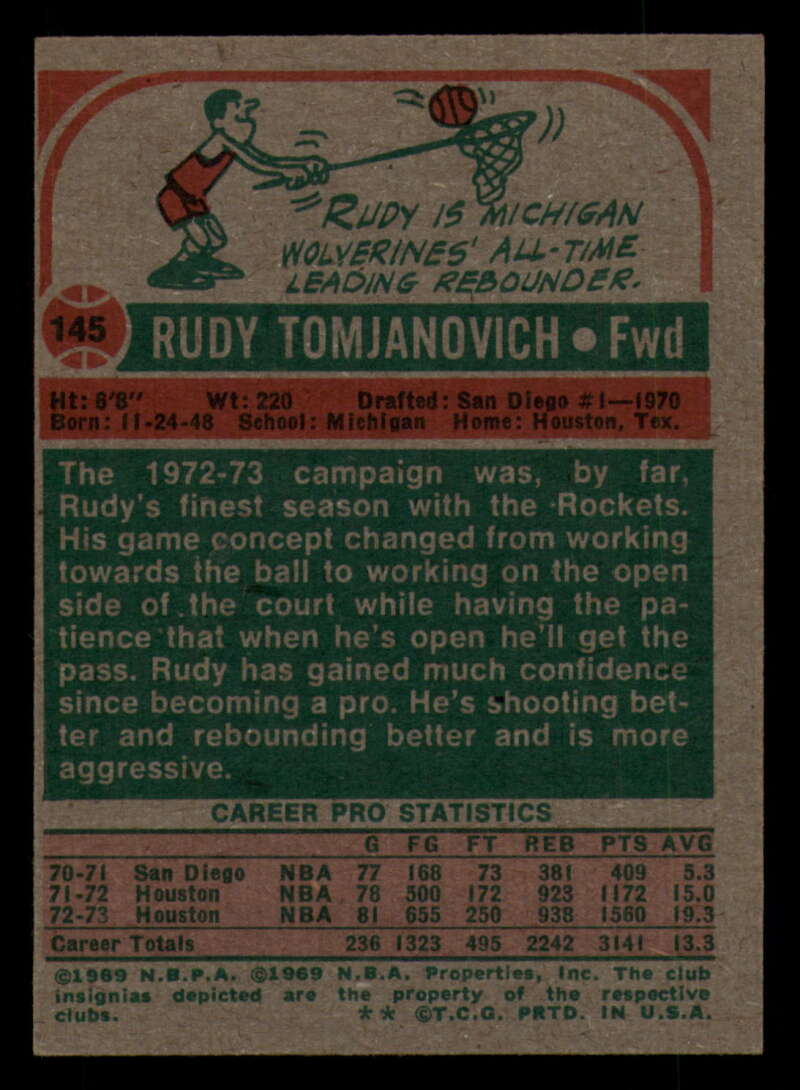 RUDY IS MICHIGAN
WOLVERINES' ALL-TIME
LEADING REBOUNDER.
145
RUDY TOMJANOVICH • Fwd
Ht: 6'8" Wt: 220 Drafted: San Diego #1—1970
Born: 11-24-48 School: Michigan Home: Houston, Tex.
The 1972-73 campaign was, by far,
Rudy's finest season with the Rockets.
His game concept changed from working
towards the ball to working on the open
side of the court while having the pa-
tience that when he's open he'll get the
pass. Rudy has gained much confidence
since becoming a pro. He's shooting bet-
ter and rebounding better and is more
aggressive.
CAREER PRO STATISTICS
G FG FT REB PTS AVG
70-71 San Diego NBA 77 168 73 381 409 5.3
71-72 Houston NBA 78 500 172 923 1172 15.0
72-73 Houston NBA 81 655 250 938 1560 19.3
Career Totals 236 1323 495 2242 3141 13.3
©1969 N.B.P.A. ©1969 N.B.A. Properties, Inc. The club
insignias depicted are the property of the respective
clubs. ** ©T.C.G. PRTD. IN U.S.A.